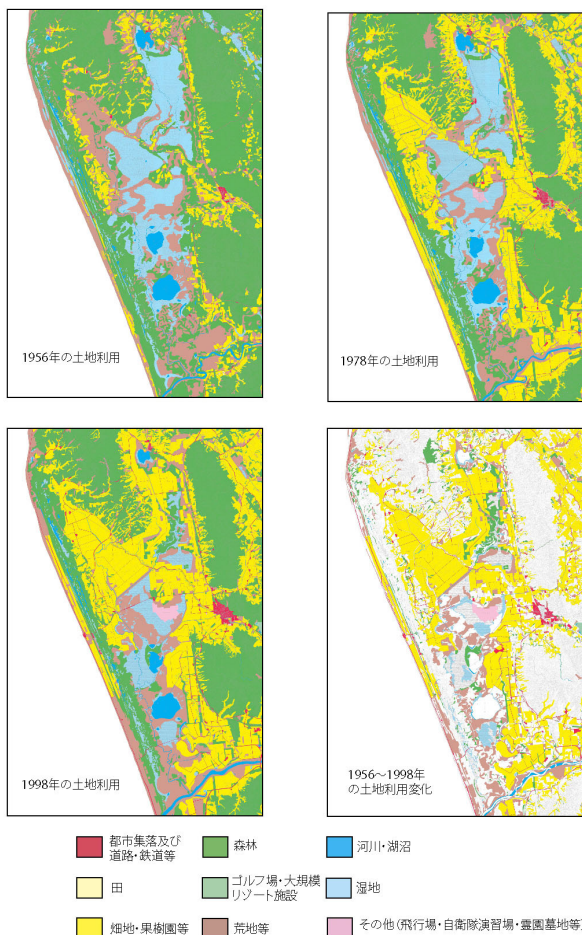 1956年の土地利用
1978年の土地利用
1998年の土地利用
1956~1998年
の土地利用変化
都市集落及び
道路・鉄道等
森林
河川・湖沼
田
ゴルフ場・大規模
リゾート施設
湿地
畑地・果樹園等
荒地等
その他(飛行場・自衛隊演習場・霊園墓地等)